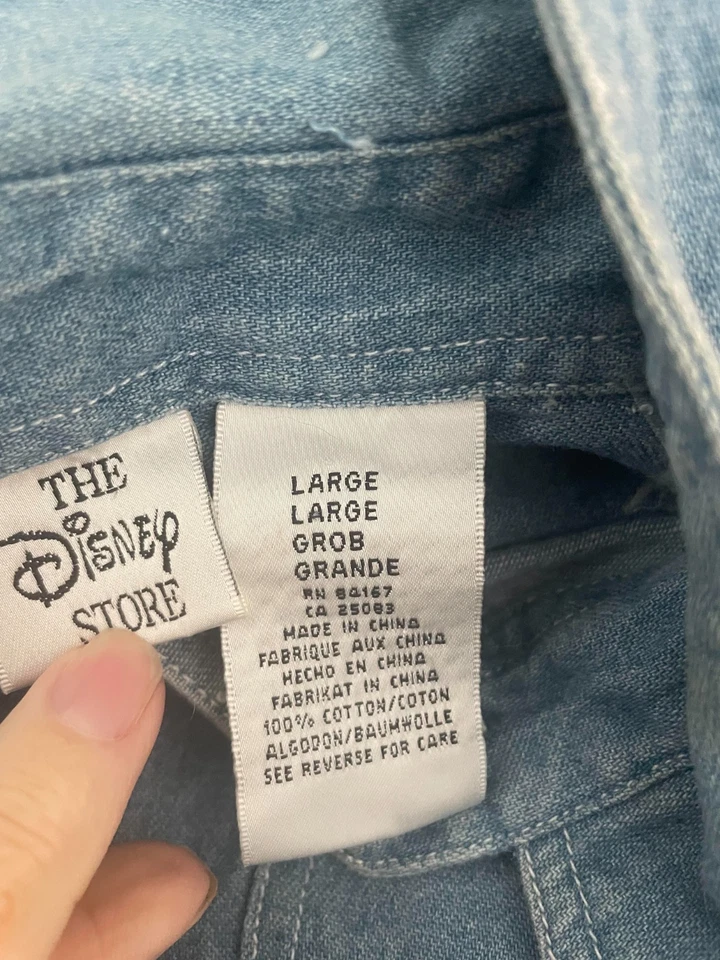 THE
DISNEY
STORE
LARGE
LARGE
GROB
GRANDE
RN 84167
CA 25083
MADE IN CHINA
FABRIQUE AUX CHINA
HECHO EN CHINA
FABRIKAT IN CHINA
100% COTTON/COTON
ALGODON/BAUMWOLLE
SEE REVERSE FOR CARE